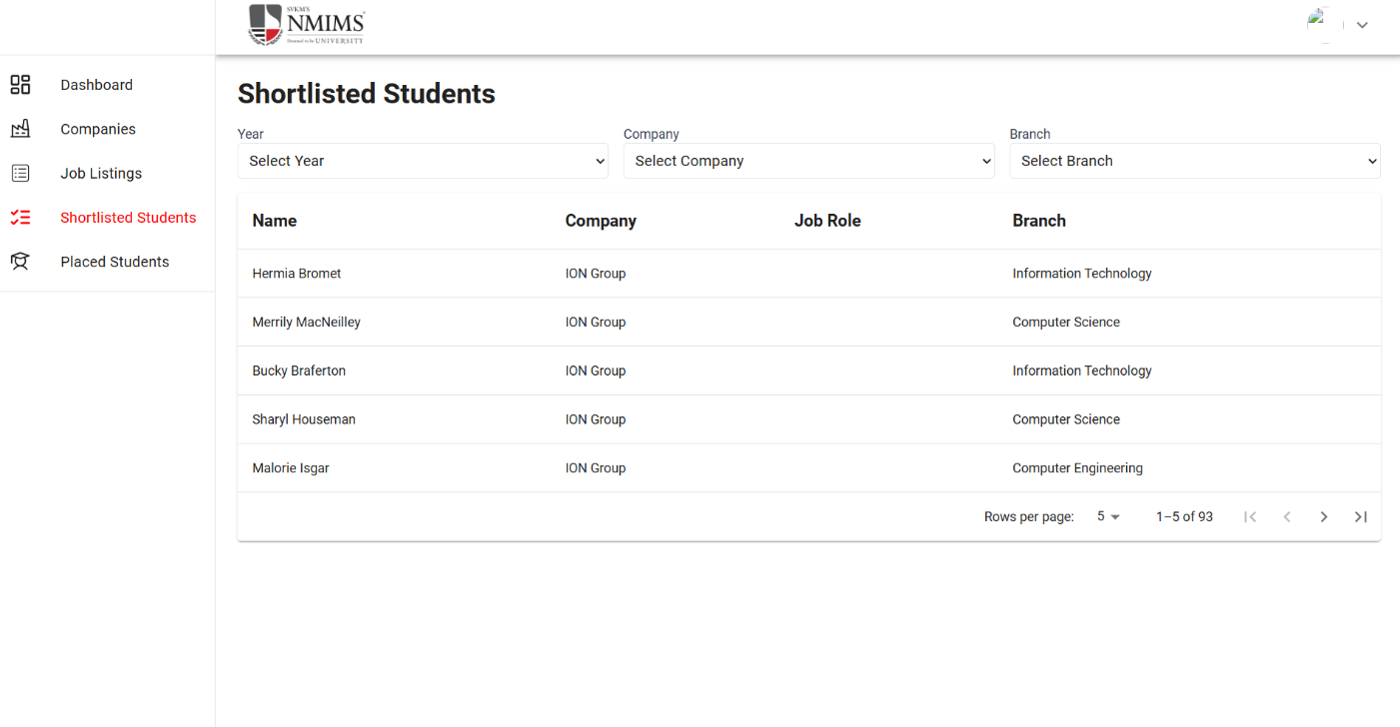 SVKM'S
NMIMS
Deemed to be UNIVERSITY
Dashboard
Companies
Job Listings
Shortlisted Students
Placed Students
Shortlisted Students
Year Company Branch
Select Year Select Company Select Branch
Name Company Job Role Branch
Hermia Bromet ION Group Information Technology
Merrily MacNeilley ION Group Computer Science
Bucky Braferton ION Group Information Technology
Sharyl Houseman ION Group Computer Science
Malorie Isgar ION Group Computer Engineering
Rows per page: 5 1–5 of 93